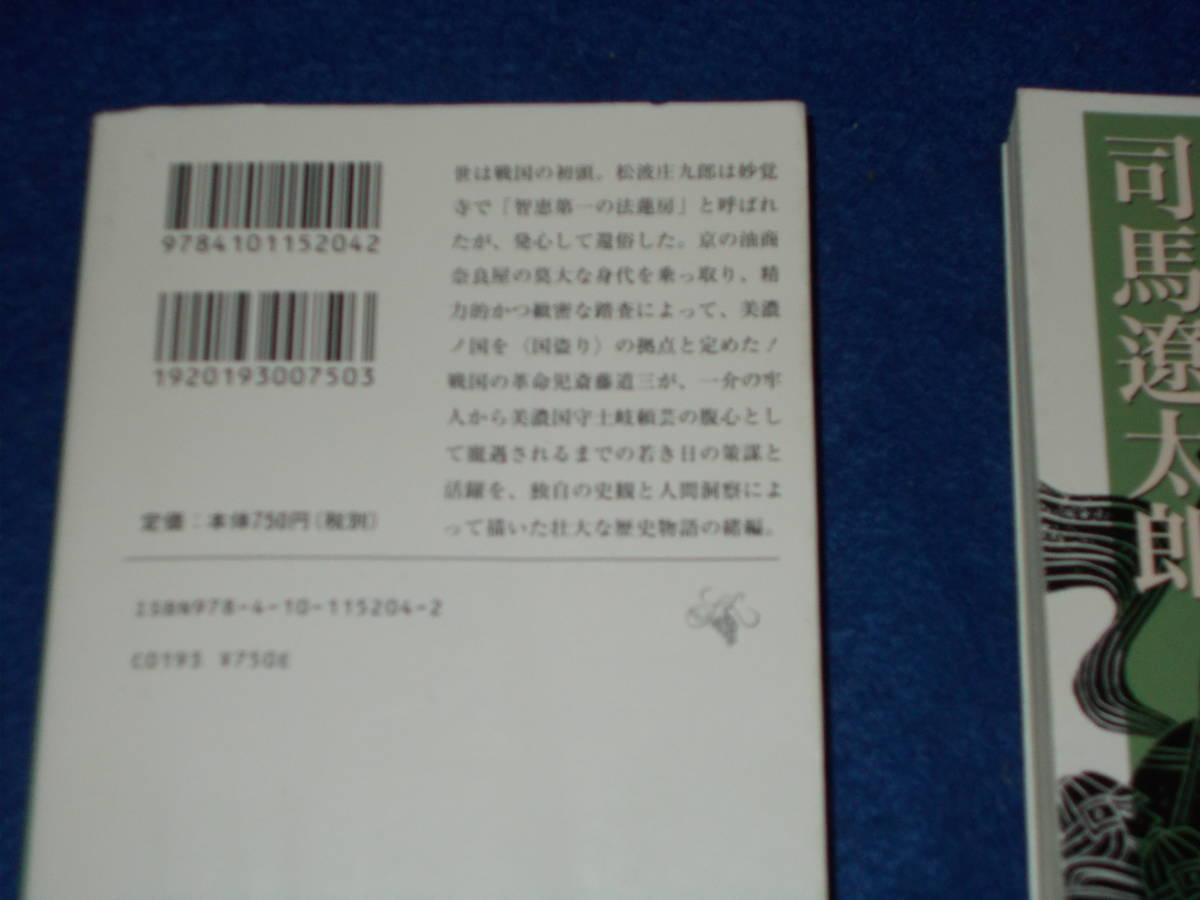 9784101152042
1920193007503
世は戦国の初頭。松波庄九郎は妙覚
寺で「智恵第一の法蓮房」と呼ばれ
たが、発心して還俗した。京の油商
奈良屋の莫大な身代を乗っ取り、精
力的かつ緻密な踏査によって、美濃
ノ国を〈国盗り〉の拠点と定めた！
戦国の革命児斎藤道三が、一介の牢
人から美濃国守土岐頼芸の腹心とし
て寵遇されるまでの若き日の策謀と
活躍を、独自の史観と人間洞察によ
って描いた壮大な歴史物語の緒編。
定価：本体750円（税別）
ISBN978-4-10-115204-2
C0193 ¥750E
司馬遼太郎